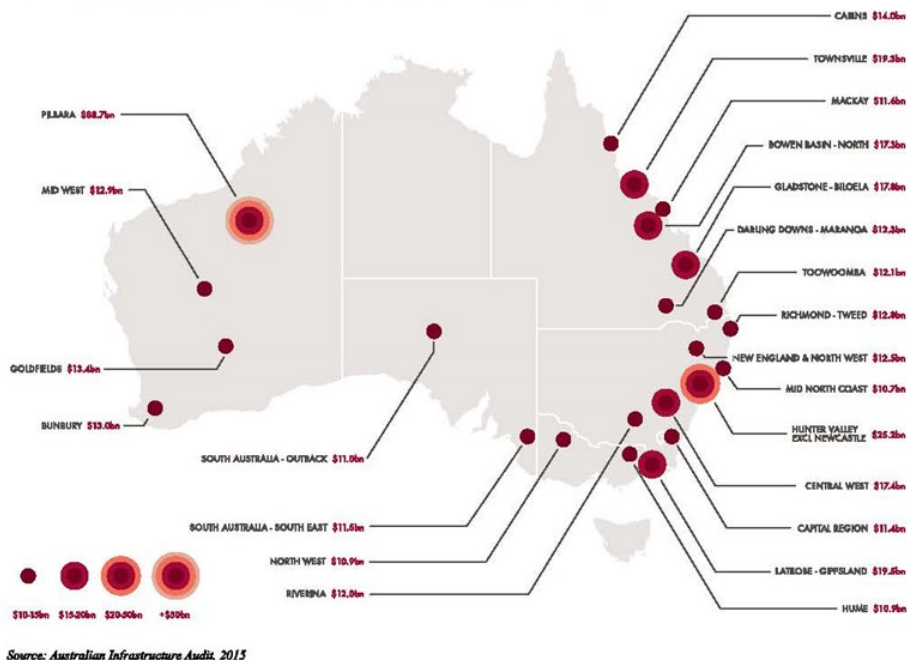 CAIRNS $14.0bn
TOWNSVILLE $19.3bn
MACKAY $11.6bn
PILBARA $88.7bn
BOWEN BASIN - NORTH $17.3bn
MID WEST $12.9bn
GLADSTONE - BILOELA $17.8bn
DARLING DOWNS - MARANOA $12.3bn
TOOWOOMBA $12.1bn
RICHMOND - TWEED $12.8bn
NEW ENGLAND & NORTH WEST $12.5bn
GOLDFIELDS $13.4bn
MID NORTH COAST $10.7bn
BUNBURY $13.0bn
HUNTER VALLEY
EXCL NEWCASTLE $25.2bn
SOUTH AUSTRALIA - OUTBACK $11.0bn
CENTRAL WEST $17.4bn
SOUTH AUSTRALIA - SOUTH EAST $11.5bn
CAPITAL REGION $11.4bn
NORTH WEST $10.9bn
LATROBE - GIPPSLAND $19.5bn
RIVERINA $12.0bn
HUME $10.9bn
$10-15bn $15-20bn $20-50bn +$50bn
Source: Australian Infrastructure Audit, 2015